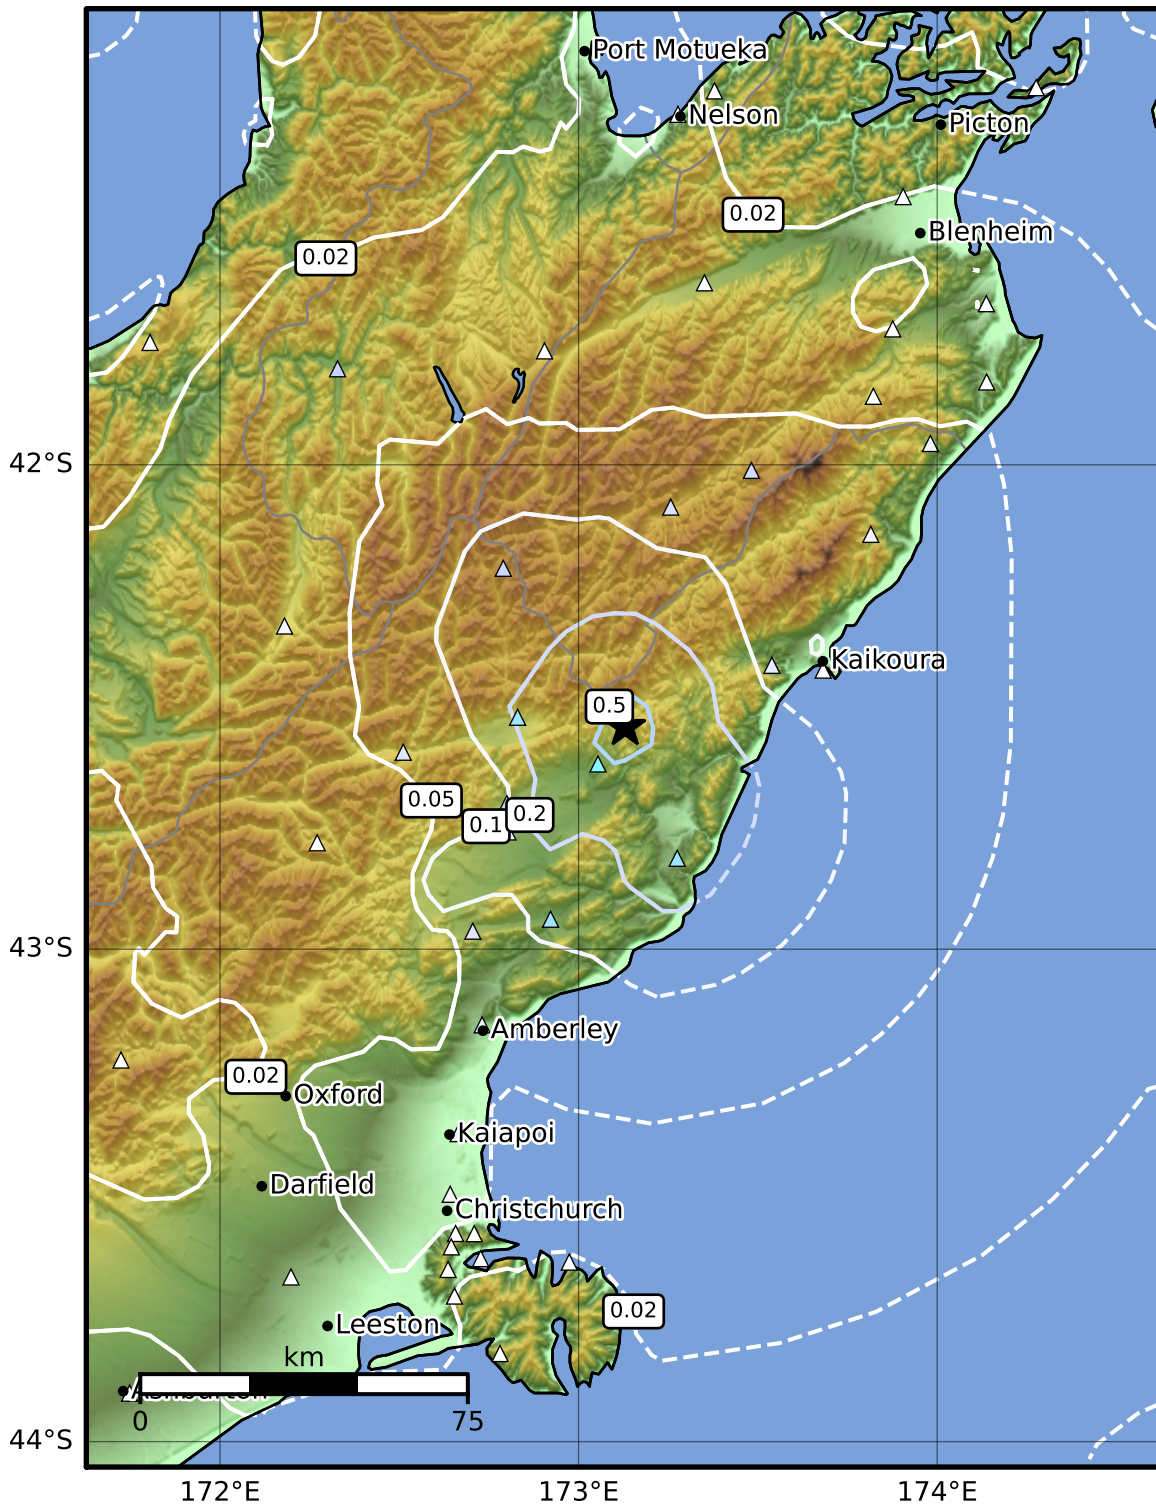 Port Motueka
Nelson
Picton
0.02
Blenheim
0.02
42°S
Kaikoura
0.5
0.05
0.1
0.2
43°S
Amberley
0.02
Oxford
Kaiapoi
Darfield
Christchurch
0.02
Leeston
km
Ashburton
0
75
44°S
172°E
173°E
174°E